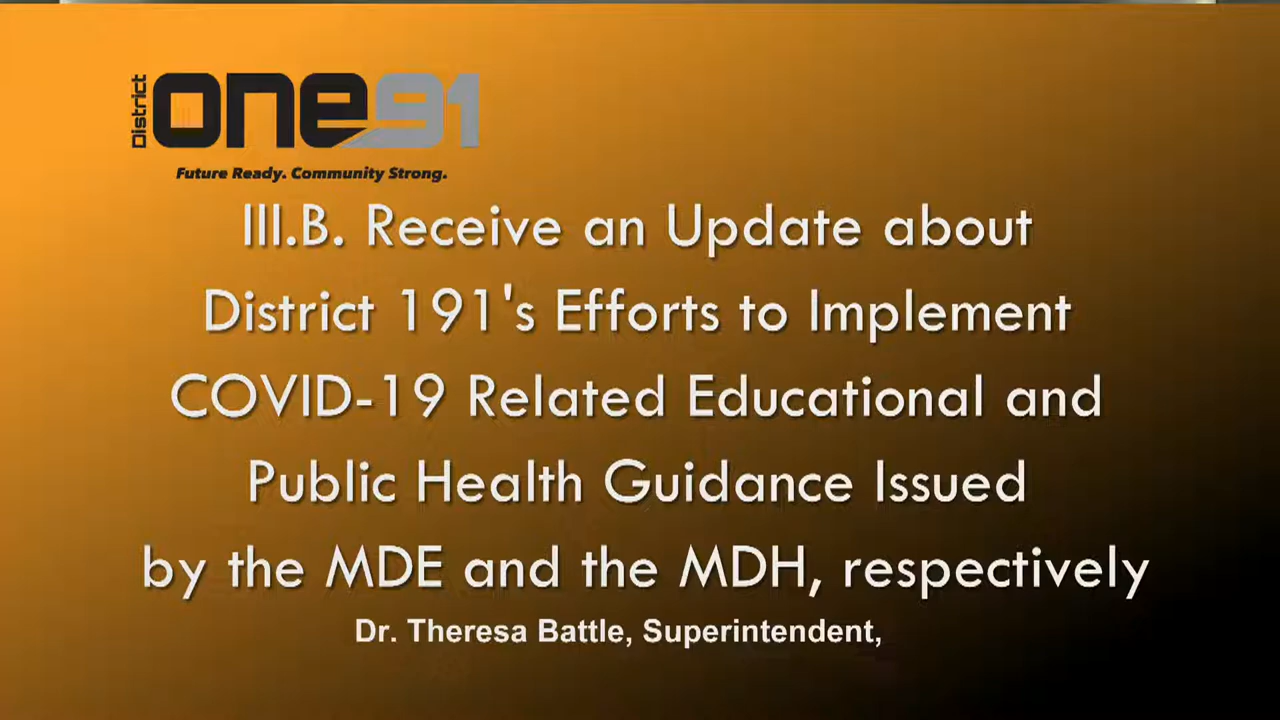 District one91
Future Ready. Community Strong.
III.B. Receive an Update about
District 191's Efforts to Implement
COVID-19 Related Educational and
Public Health Guidance Issued
by the MDE and the MDH, respectively
Dr. Theresa Battle, Superintendent,